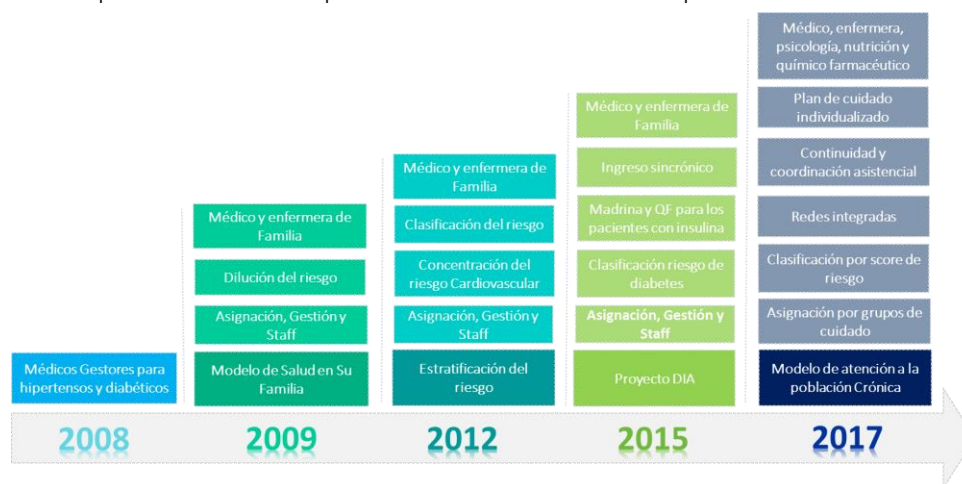 Médicos Gestores para
hipertensos y diabéticos
2008
Médico y enfermera de
Familia
Dilución del riesgo
Asignación, Gestión y
Staff
Modelo de Salud en Su
Familia
2009
Médico y enfermera de
Familia
Clasificación del riesgo
Concentración del
riesgo Cardiovascular
Asignación, Gestión y
Staff
Estratificación del
riesgo
2012
Médico y enfermera de
Familia
Ingreso sincrónico
Madrina y QF para los
pacientes con insulina
Clasificación riesgo de
diabetes
Asignación, Gestión y
Staff
Proyecto DIA
2015
Médico, enfermera,
psicología, nutrición y
químico farmacéutico
Plan de cuidado
individualizado
Continuidad y
coordinación asistencial
Redes integradas
Clasificación por score de
riesgo
Asignación por grupos de
cuidado
Modelo de atención a la
población Crónica
2017